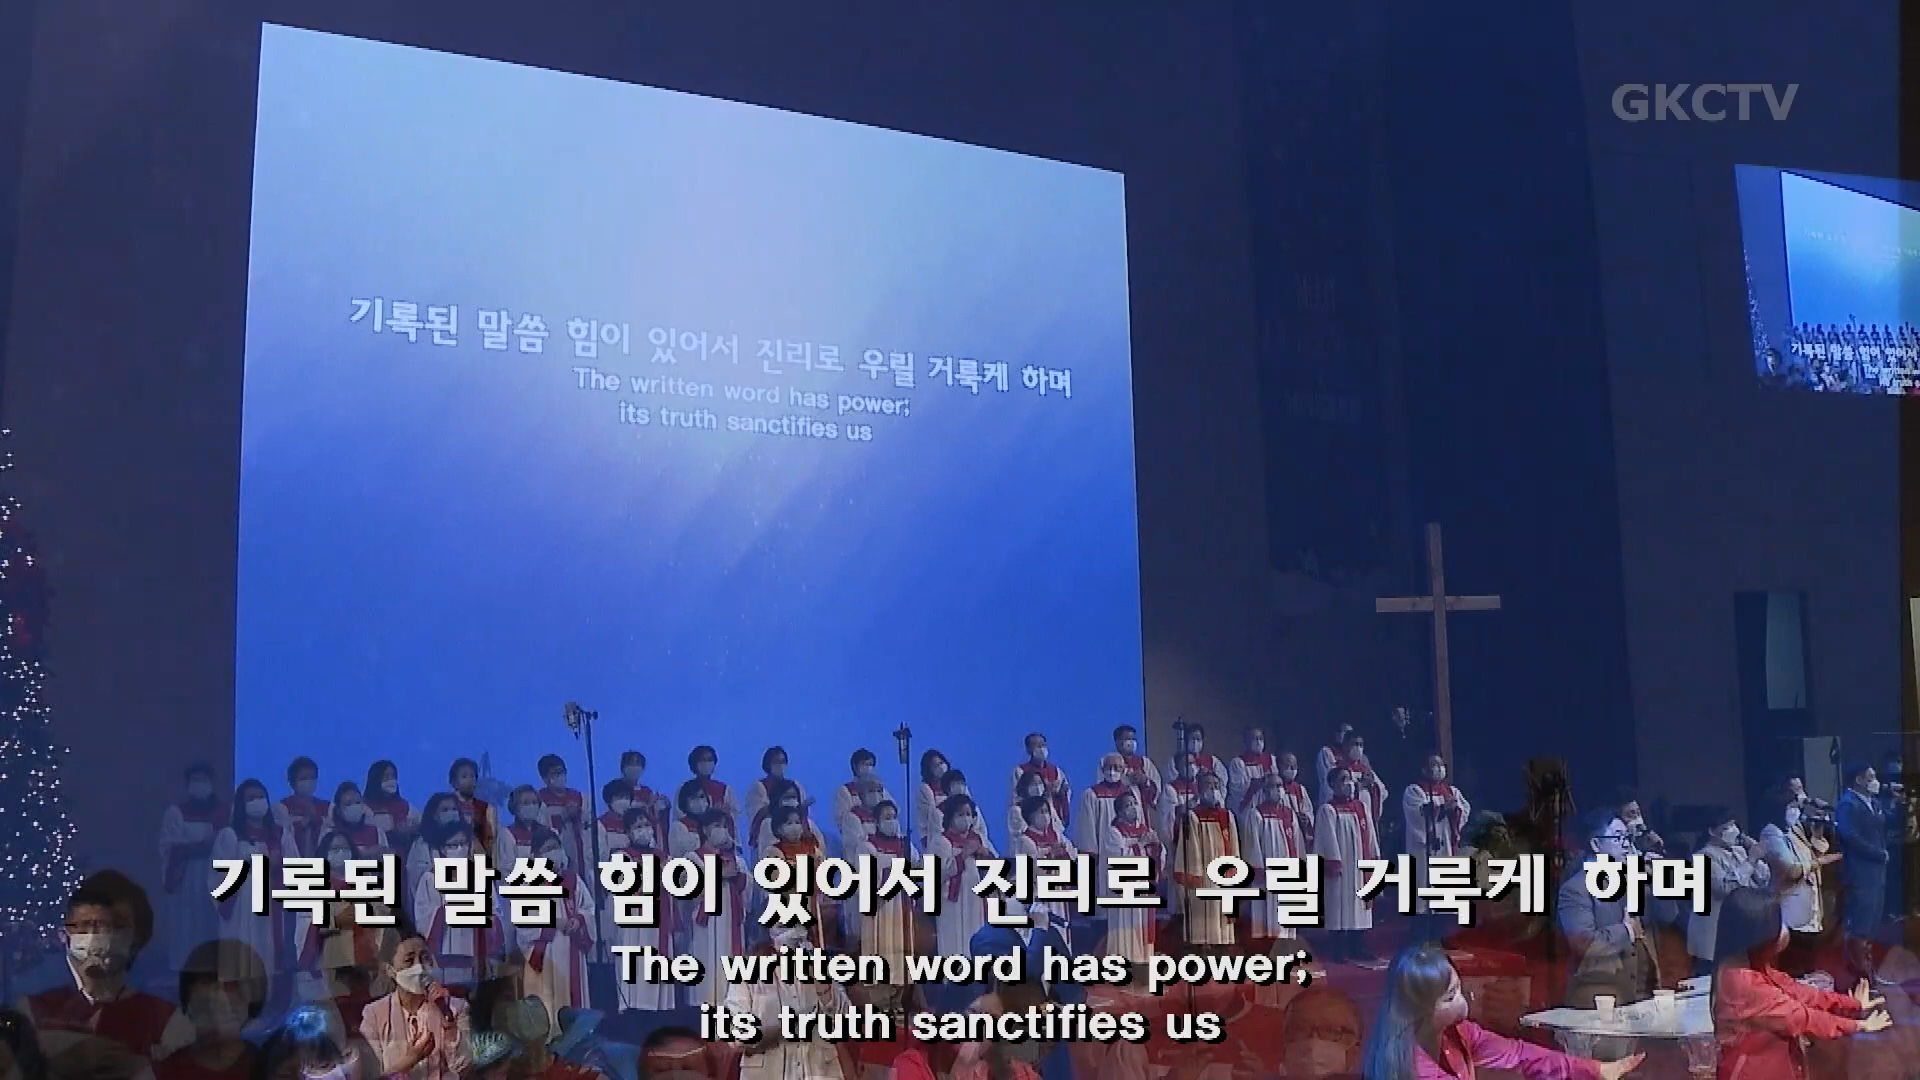 GKCTV
기록된 말씀 힘이 있어서 진리로 우릴 거룩케 하며
The written word has power;
its truth sanctifies us
기록된 말씀 힘이 있어서 진리로 우릴 거룩케 하며
The written word has power;
its truth sanctifies us